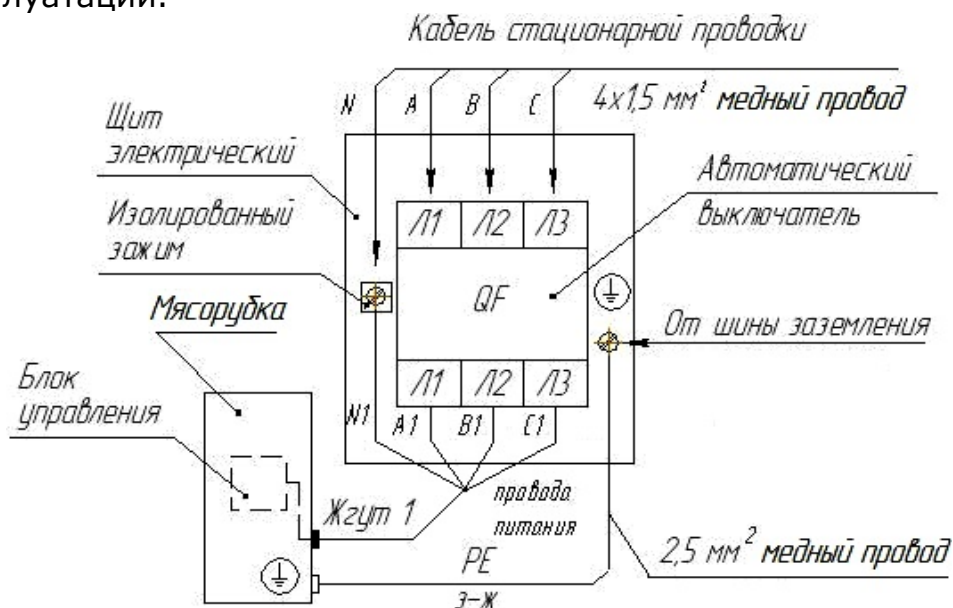 луатации.
Кабель стационарной проводки
N A B C 4x1,5 мм² медный провод
Щит
электрический
Автоматический
выключатель
Изолированный
зажим
Л1 Л2 Л3
QF
Мясорубка
От шины заземления
Блок
управления
Л1 Л2 Л3
N1 A1 B1 C1
провода
питания
Жгут 1
2,5 мм² медный провод
PE
з-ж